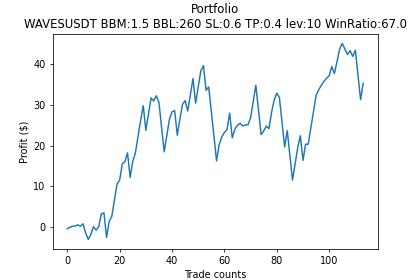 Portfolio
WAVESUSDT BBM:1.5 BBL:260 SL:0.6 TP:0.4 lev:10 WinRatio:67.0
Profit ($)
40
30
20
10
0
0 20 40 60 80 100
Trade counts